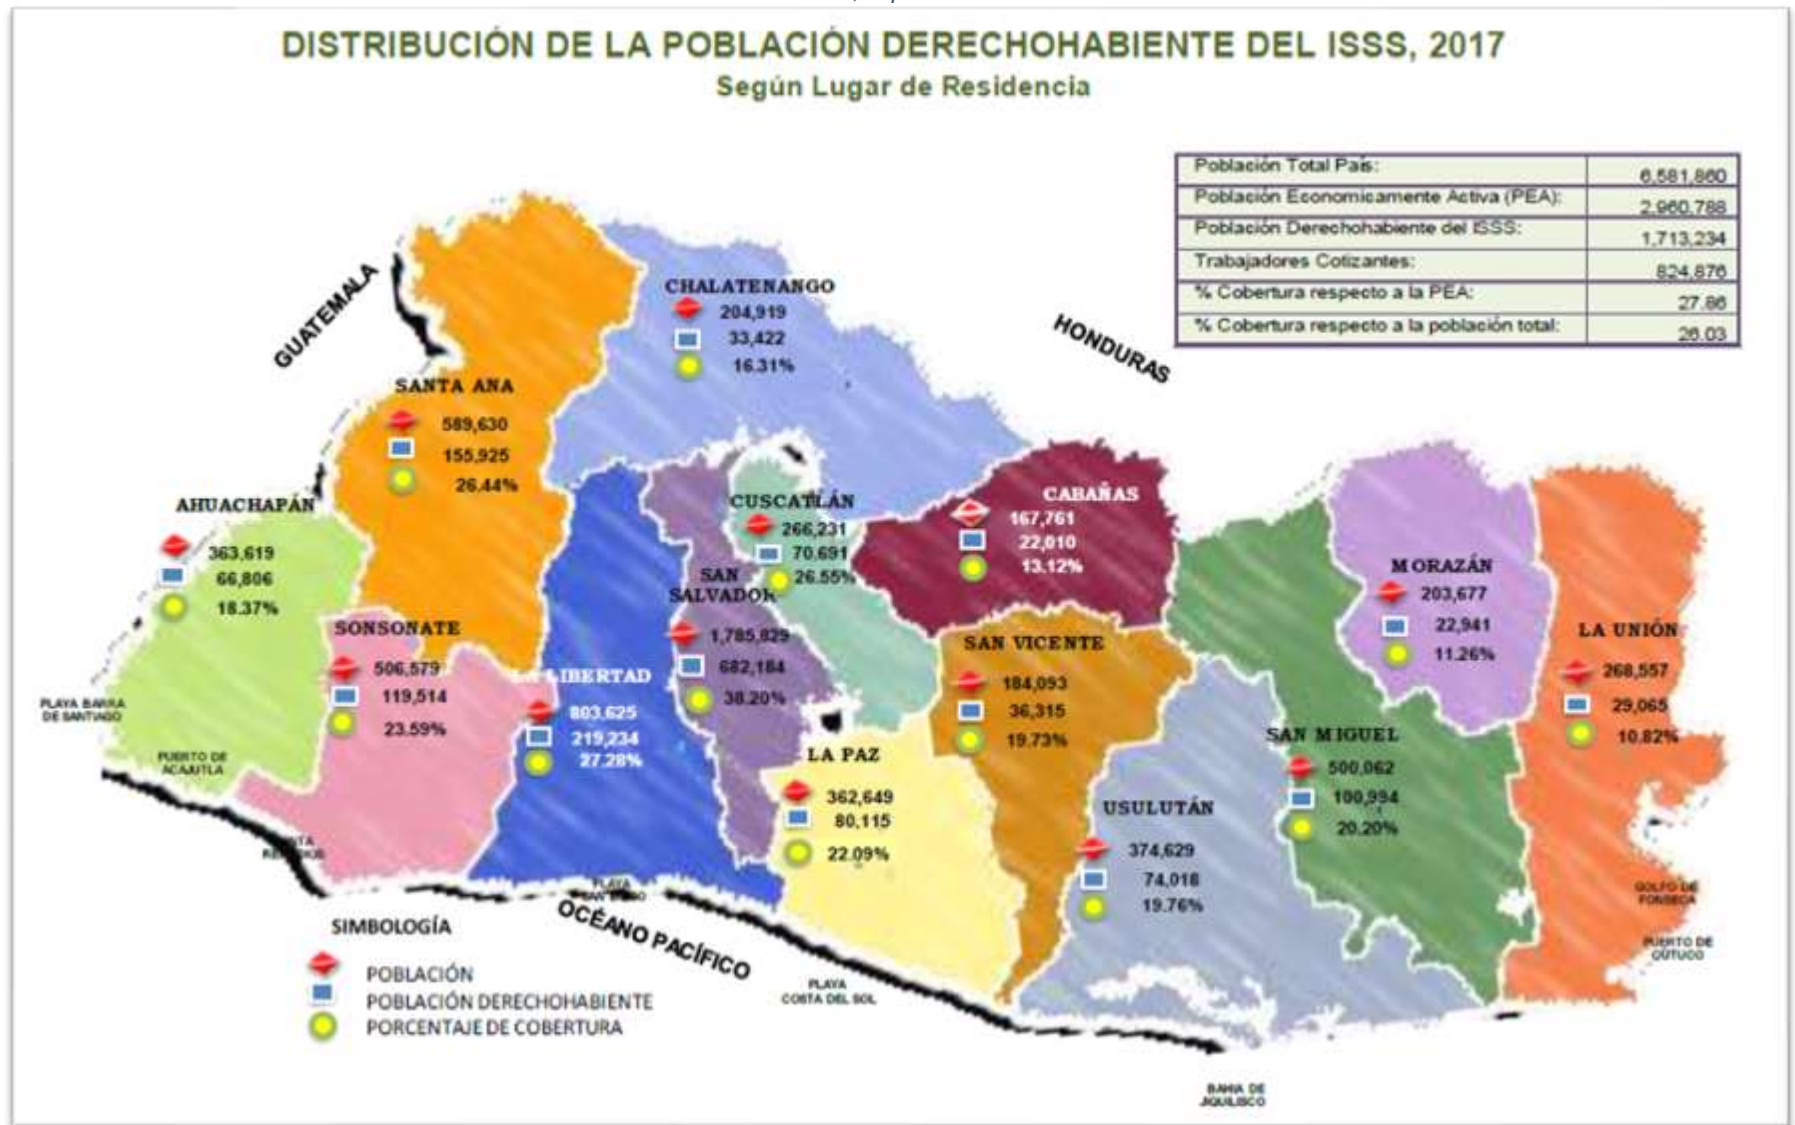 DISTRIBUCIÓN DE LA POBLACIÓN DERECHOHABIENTE DEL ISSS, 2017
Según Lugar de Residencia
Población Total País: 6,581,860
Población Economicamente Activa (PEA): 2,960,788
Población Derechohabiente del ISSS: 1,713,234
Trabajadores Cotizantes: 824,876
% Cobertura respecto a la PEA: 27.86
% Cobertura respecto a la población total: 26.03
GUATEMALA
HONDURAS
CHALATENANGO
204,919
33,422
16.31%
SANTA ANA
589,630
155,925
26.44%
AHUACHAPÁN
363,619
66,806
18.37%
SONSONATE
506,579
119,514
23.59%
LA LIBERTAD
803,625
219,234
27.28%
SAN
SALVADOR
1,785,829
682,184
38.20%
CUSCATLÁN
266,231
70,691
26.55%
CABAÑAS
167,761
22,010
13.12%
SAN VICENTE
184,093
36,315
19.73%
LA PAZ
362,649
80,115
22.09%
USULUTÁN
374,629
74,018
19.76%
SAN MIGUEL
500,062
100,994
20.20%
MORAZÁN
203,677
22,941
11.26%
LA UNIÓN
268,557
29,065
10.82%
PLAYA BARRA
DE SANTIAGO
PUERTO DE
ACAJUTLA
PLAYA
OCÉANO PACÍFICO
PLAYA
COSTA DEL SOL
BAHIA DE
JIQUILISCO
GOLFO DE
FONSECA
PUERTO DE
CUTUCO
SIMBOLOGÍA
POBLACIÓN
POBLACIÓN DERECHOHABIENTE
PORCENTAJE DE COBERTURA